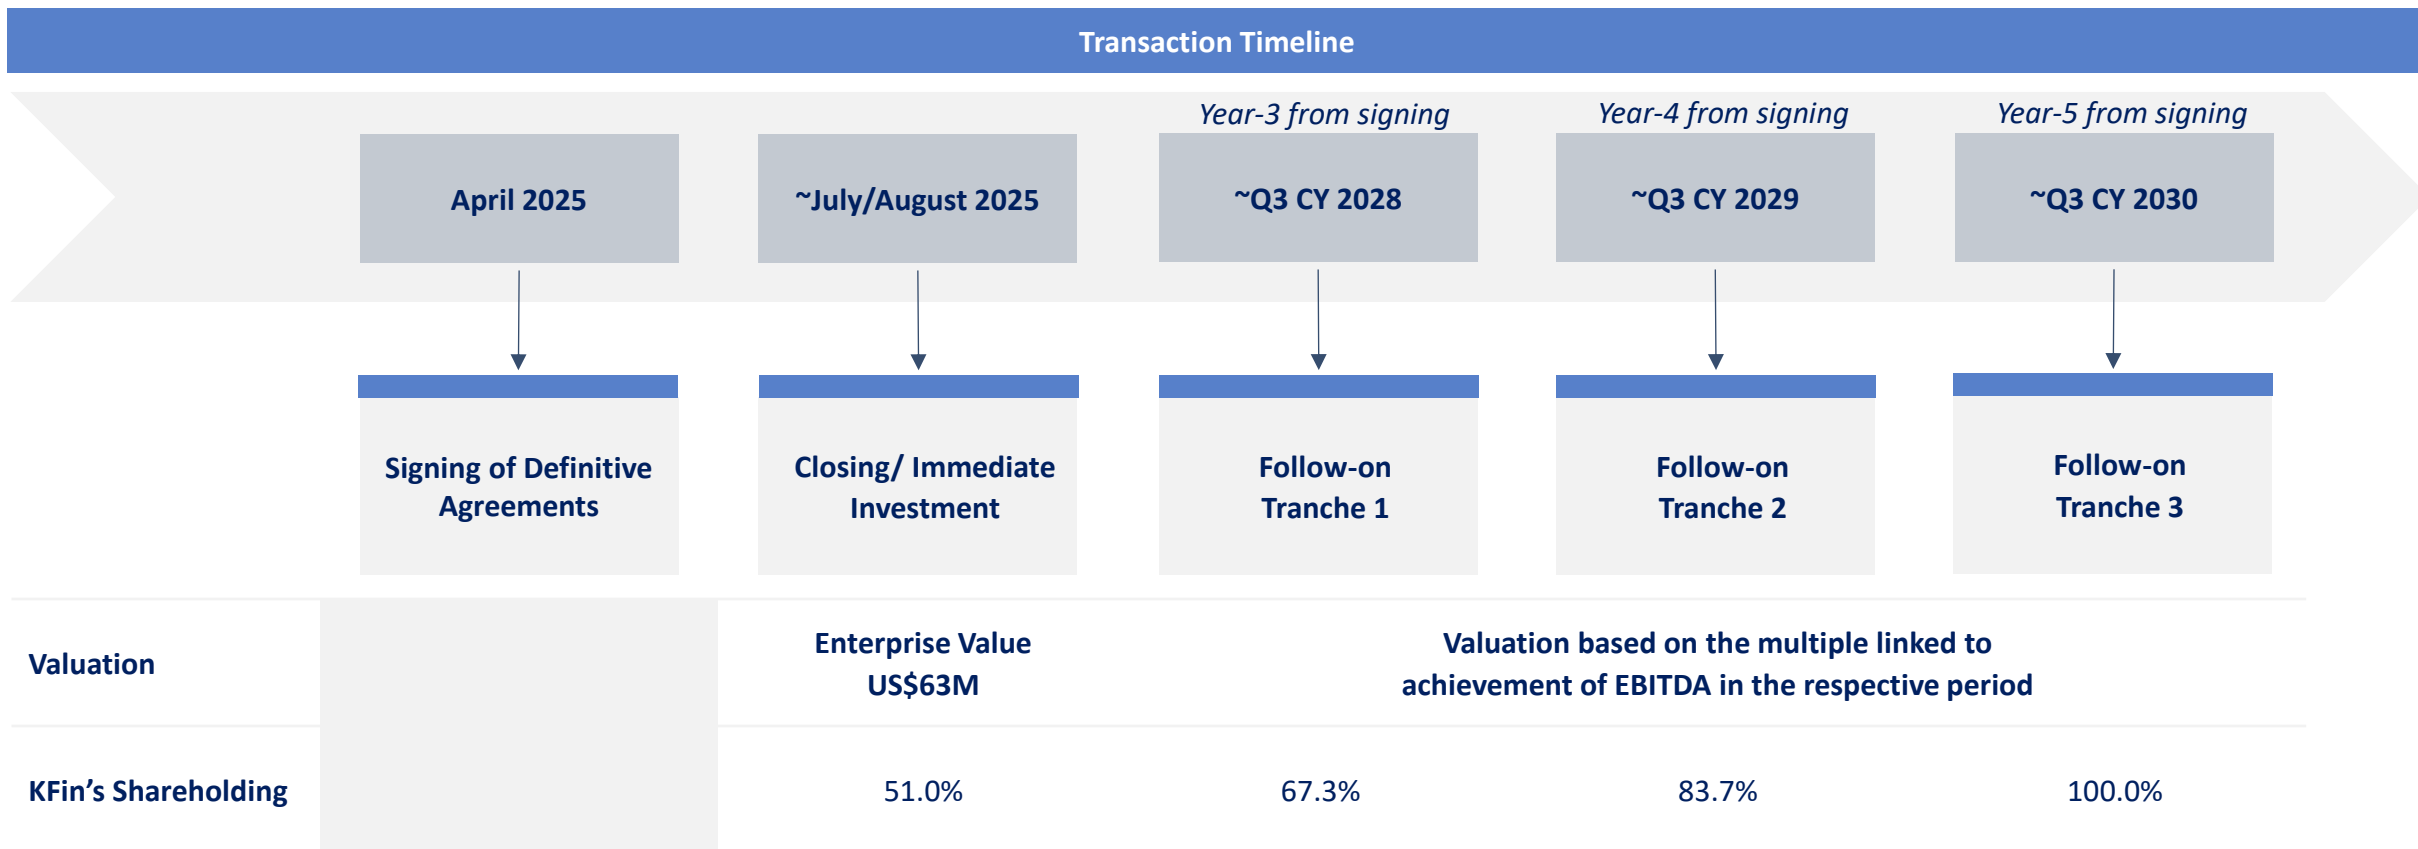 Transaction Timeline
Year-3 from signing
Year-4 from signing
Year-5 from signing
April 2025
~July/August 2025
~Q3 CY 2028
~Q3 CY 2029
~Q3 CY 2030
Signing of Definitive
Agreements
Closing/ Immediate
Investment
Follow-on
Tranche 1
Follow-on
Tranche 2
Follow-on
Tranche 3
Valuation
Enterprise Value
US$63M
Valuation based on the multiple linked to
achievement of EBITDA in the respective period
KFin’s Shareholding
51.0%
67.3%
83.7%
100.0%